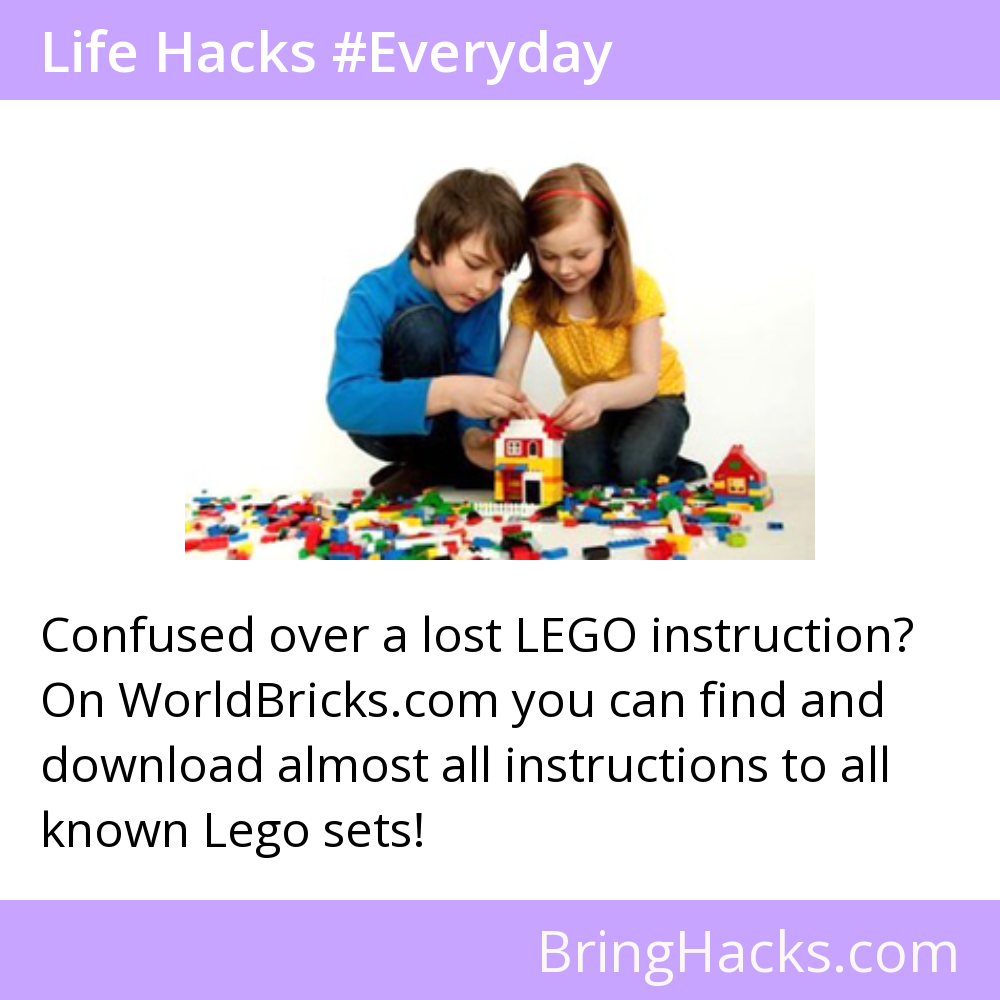 Life Hacks #Everyday
Confused over a lost LEGO instruction?
On WorldBricks.com you can find and
download almost all instructions to all
known Lego sets!
BringHacks.com